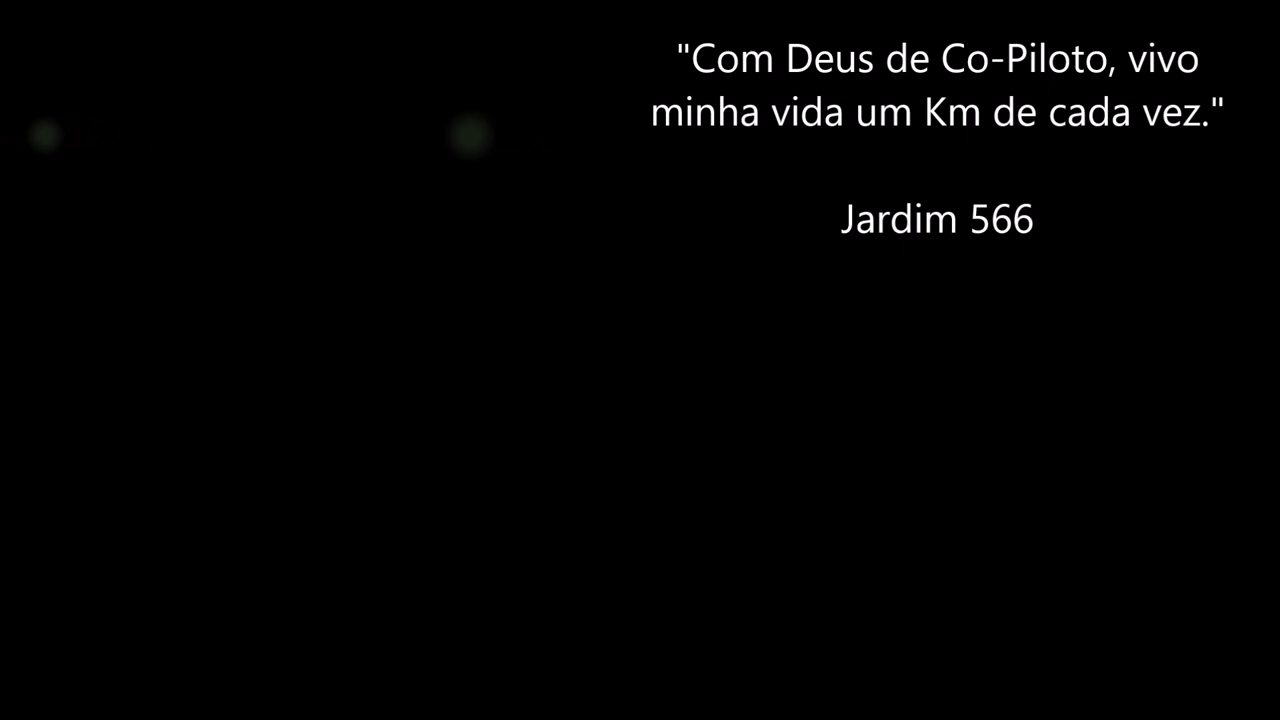 "Com Deus de Co-Piloto, vivo
minha vida um Km de cada vez."
Jardim 566